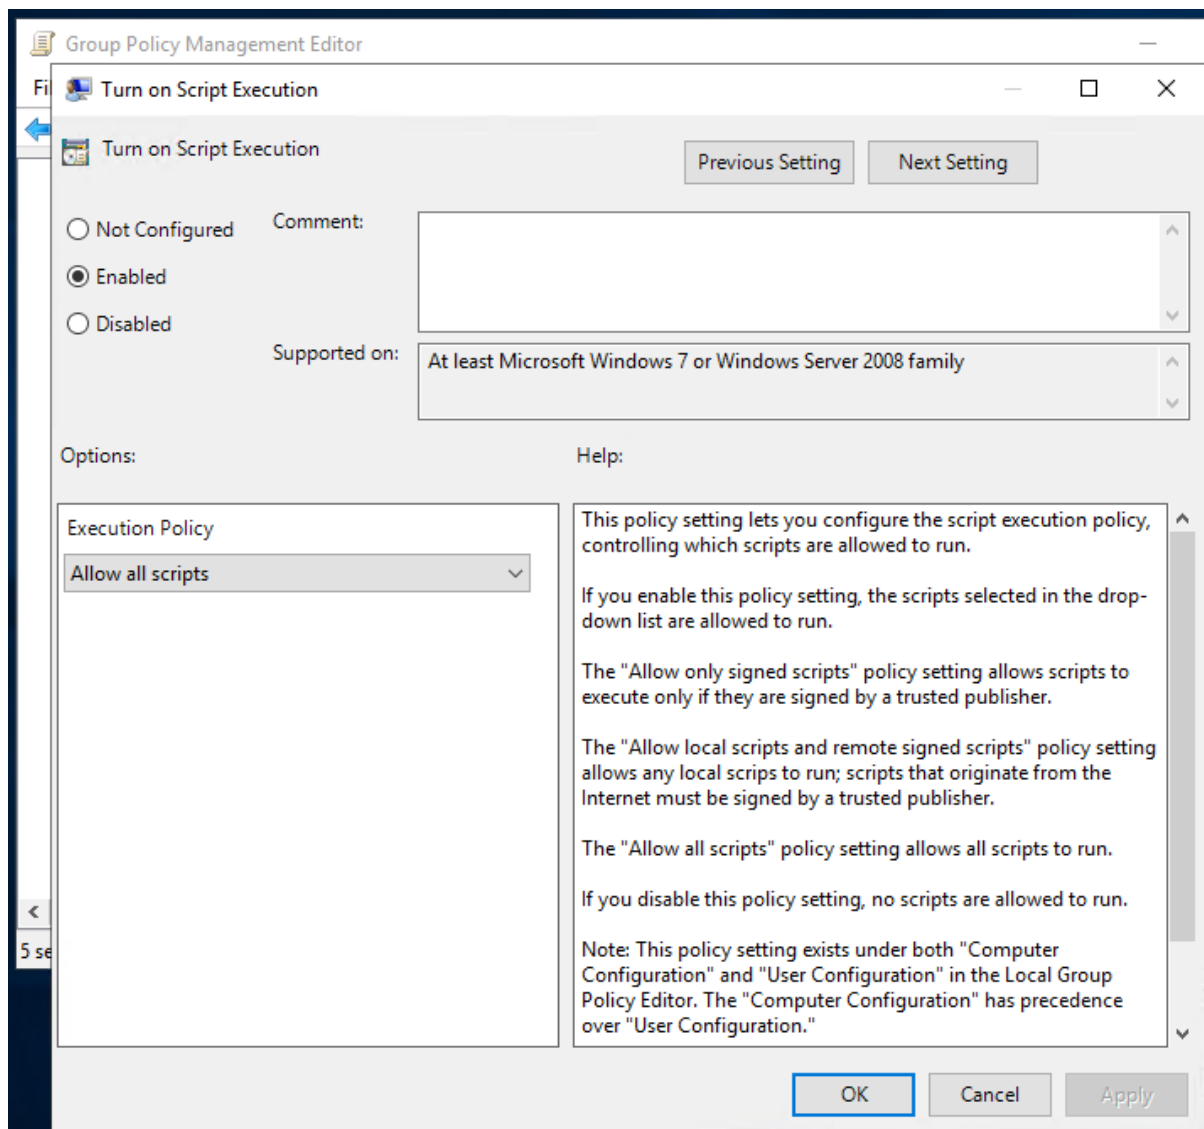 Group Policy Management Editor
Fil
Turn on Script Execution
Turn on Script Execution
Previous Setting
Next Setting
Not Configured
Comment:
Enabled
Disabled
Supported on:
At least Microsoft Windows 7 or Windows Server 2008 family
Options:
Help:
Execution Policy
Allow all scripts
This policy setting lets you configure the script execution policy,
controlling which scripts are allowed to run.
If you enable this policy setting, the scripts selected in the drop-
down list are allowed to run.
The "Allow only signed scripts" policy setting allows scripts to
execute only if they are signed by a trusted publisher.
The "Allow local scripts and remote signed scripts" policy setting
allows any local scrips to run; scripts that originate from the
Internet must be signed by a trusted publisher.
The "Allow all scripts" policy setting allows all scripts to run.
If you disable this policy setting, no scripts are allowed to run.
Note: This policy setting exists under both "Computer
Configuration" and "User Configuration" in the Local Group
Policy Editor. The "Computer Configuration" has precedence
over "User Configuration."
5 se
OK
Cancel
Apply